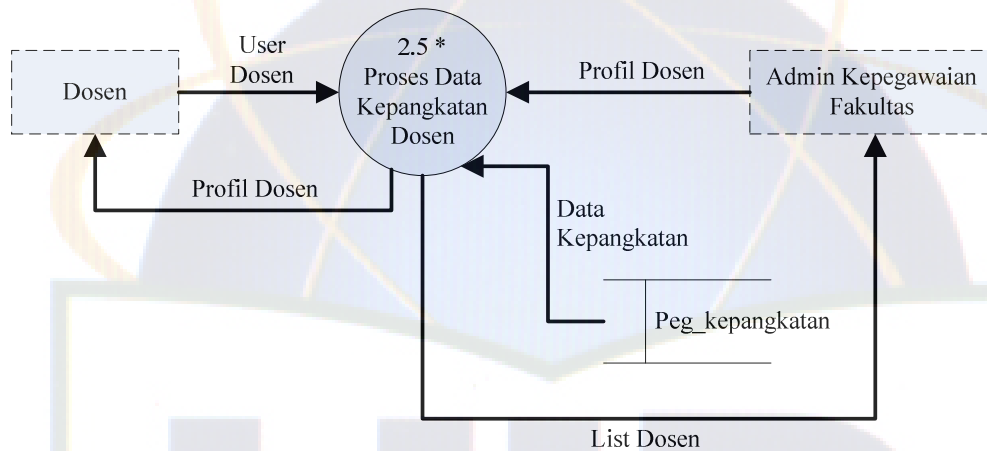 User
Dosen
2.5 *
Proses Data
Kepangkatan
Dosen
Dosen
Profil Dosen
Admin Kepegawaian
Fakultas
Profil Dosen
Data
Kepangkatan
Peg_kepangkatan
List Dosen